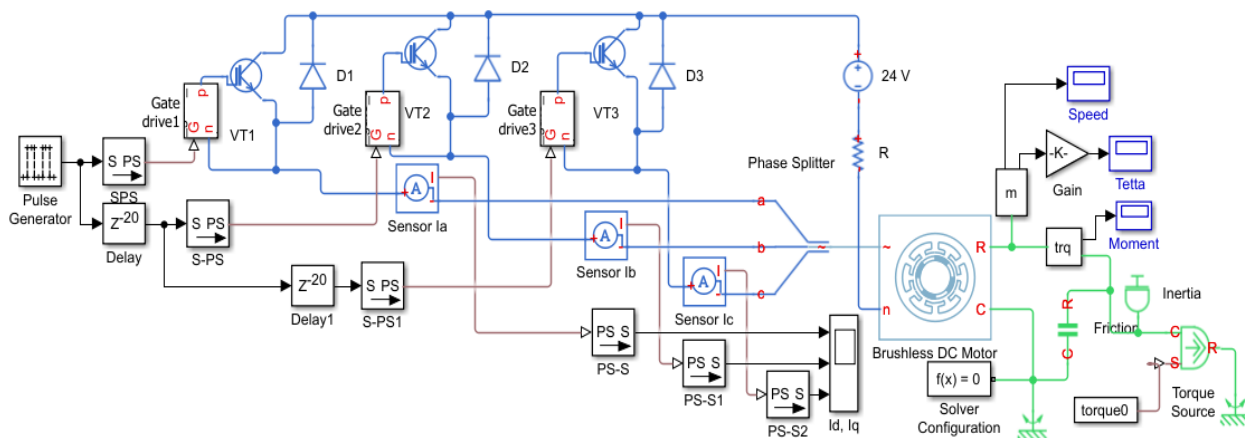 p
G
n
Gate
drive1
VT1
D1
p
G
n
Gate
drive2
VT2
D2
p
G
n
Gate
drive3
VT3
D3
+
+
−
24 V
R
Phase Splitter
Speed
-K-
Gain
Tetta
m
Moment
trq
Pulse
Generator
S PS
SPS
Z-20
Delay
S PS
S-PS
Z-20
Delay1
S PS
S-PS1
+
A
I
-
Sensor Ia
+
A
I
-
Sensor Ib
+
A
I
-
Sensor Ic
a
b
c
~
~
n
R
C
Brushless DC Motor
PS S
PS-S
PS S
PS-S1
PS S
PS-S2
Id, Iq
f(x) = 0
Solver
Configuration
R
C
Friction
Inertia
C
S
R
Torque
Source
torque0